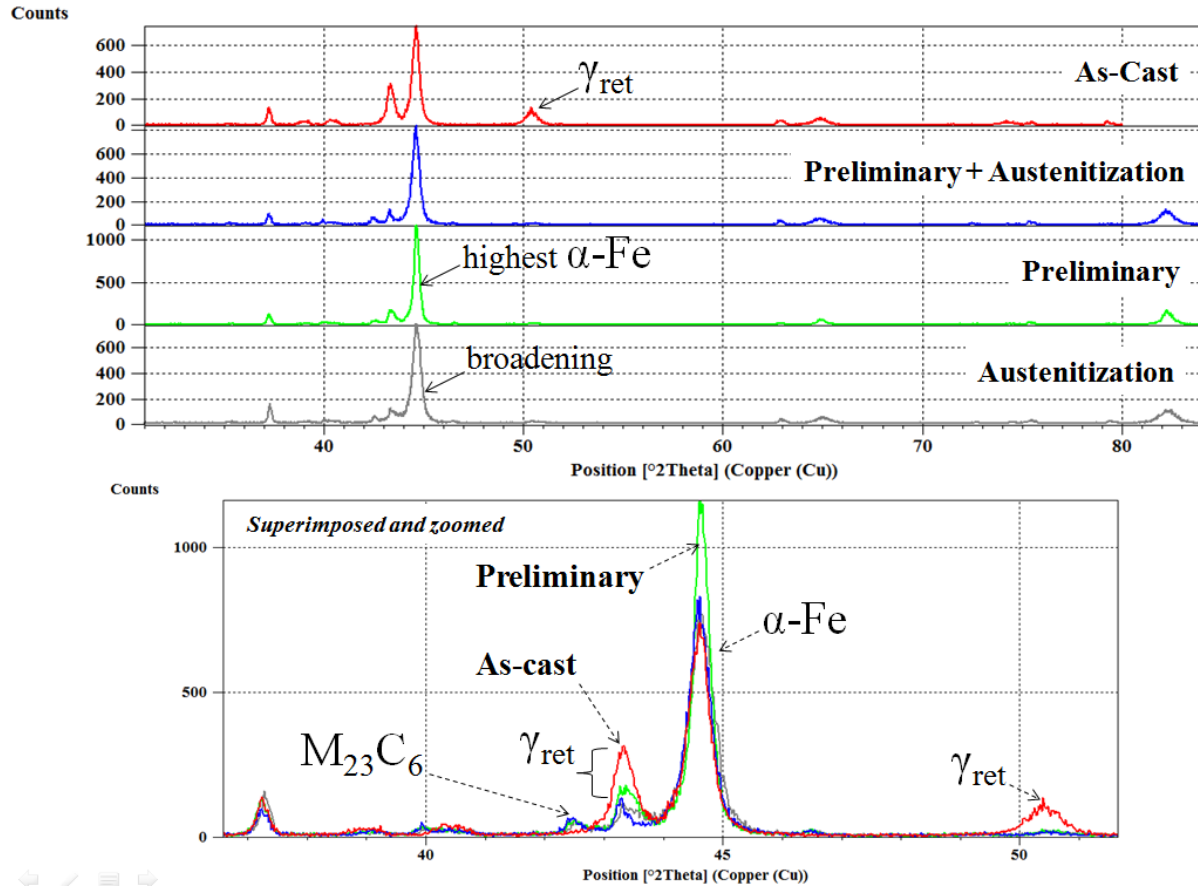 Counts
600
400
200
0
γret
As-Cast
600
400
200
0
Preliminary + Austenitization
1000
500
0
highest α-Fe
Preliminary
600
400
200
0
broadening
Austenitization
40 50 60 70 80
Position [°2Theta] (Copper (Cu))
Counts
Superimposed and zoomed
1000
Preliminary
α-Fe
500
As-cast
M23C6
γret
γret
0
40 45 50
Position [°2Theta] (Copper (Cu))